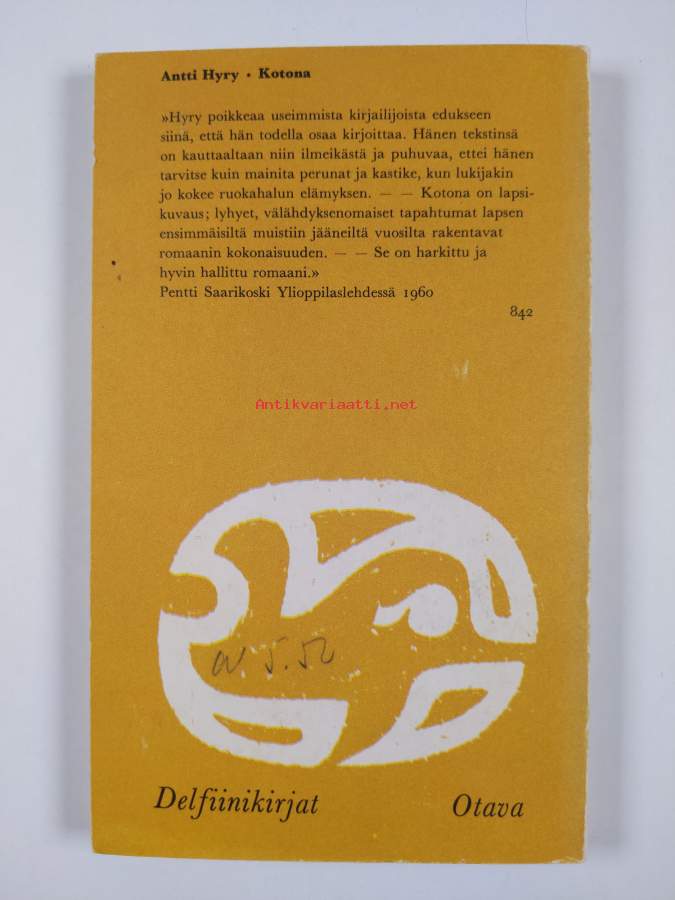 Antti Hyry • Kotona
»Hyry poikkeaa useimmista kirjailijoista edukseen
siinä, että hän todella osaa kirjoittaa. Hänen tekstinsä
on kauttaaltaan niin ilmeikästä ja puhuvaa, ettei hänen
tarvitse kuin mainita perunat ja kastike, kun lukijakin
jo kokee ruokahalun elämyksen. — — Kotona on lapsi-
kuvaus; lyhyet, välähdyksenomaiset tapahtumat lapsen
ensimmäisiltä muistiin jääneiltä vuosilta rakentavat
romaanin kokonaisuuden. — — Se on harkittu ja
hyvin hallittu romaani.»
Pentti Saarikoski Ylioppilaslehdessä 1960
842
Antikvariaatti.net
5.50
Delfiinikirjat Otava